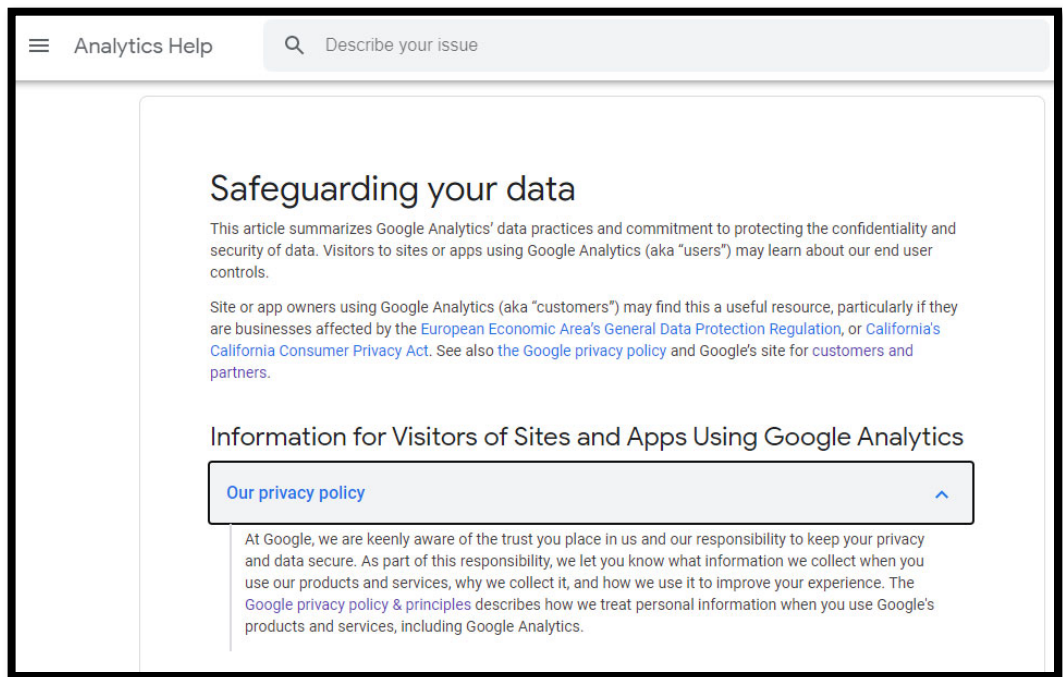 Analytics Help
Describe your issue
Safeguarding your data
This article summarizes Google Analytics’ data practices and commitment to protecting the confidentiality and
security of data. Visitors to sites or apps using Google Analytics (aka “users”) may learn about our end user
controls.
Site or app owners using Google Analytics (aka “customers”) may find this a useful resource, particularly if they
are businesses affected by the European Economic Area’s General Data Protection Regulation, or California's
California Consumer Privacy Act. See also the Google privacy policy and Google’s site for customers and
partners.
Information for Visitors of Sites and Apps Using Google Analytics
Our privacy policy
At Google, we are keenly aware of the trust you place in us and our responsibility to keep your privacy
and data secure. As part of this responsibility, we let you know what information we collect when you
use our products and services, why we collect it, and how we use it to improve your experience. The
Google privacy policy & principles describes how we treat personal information when you use Google's
products and services, including Google Analytics.